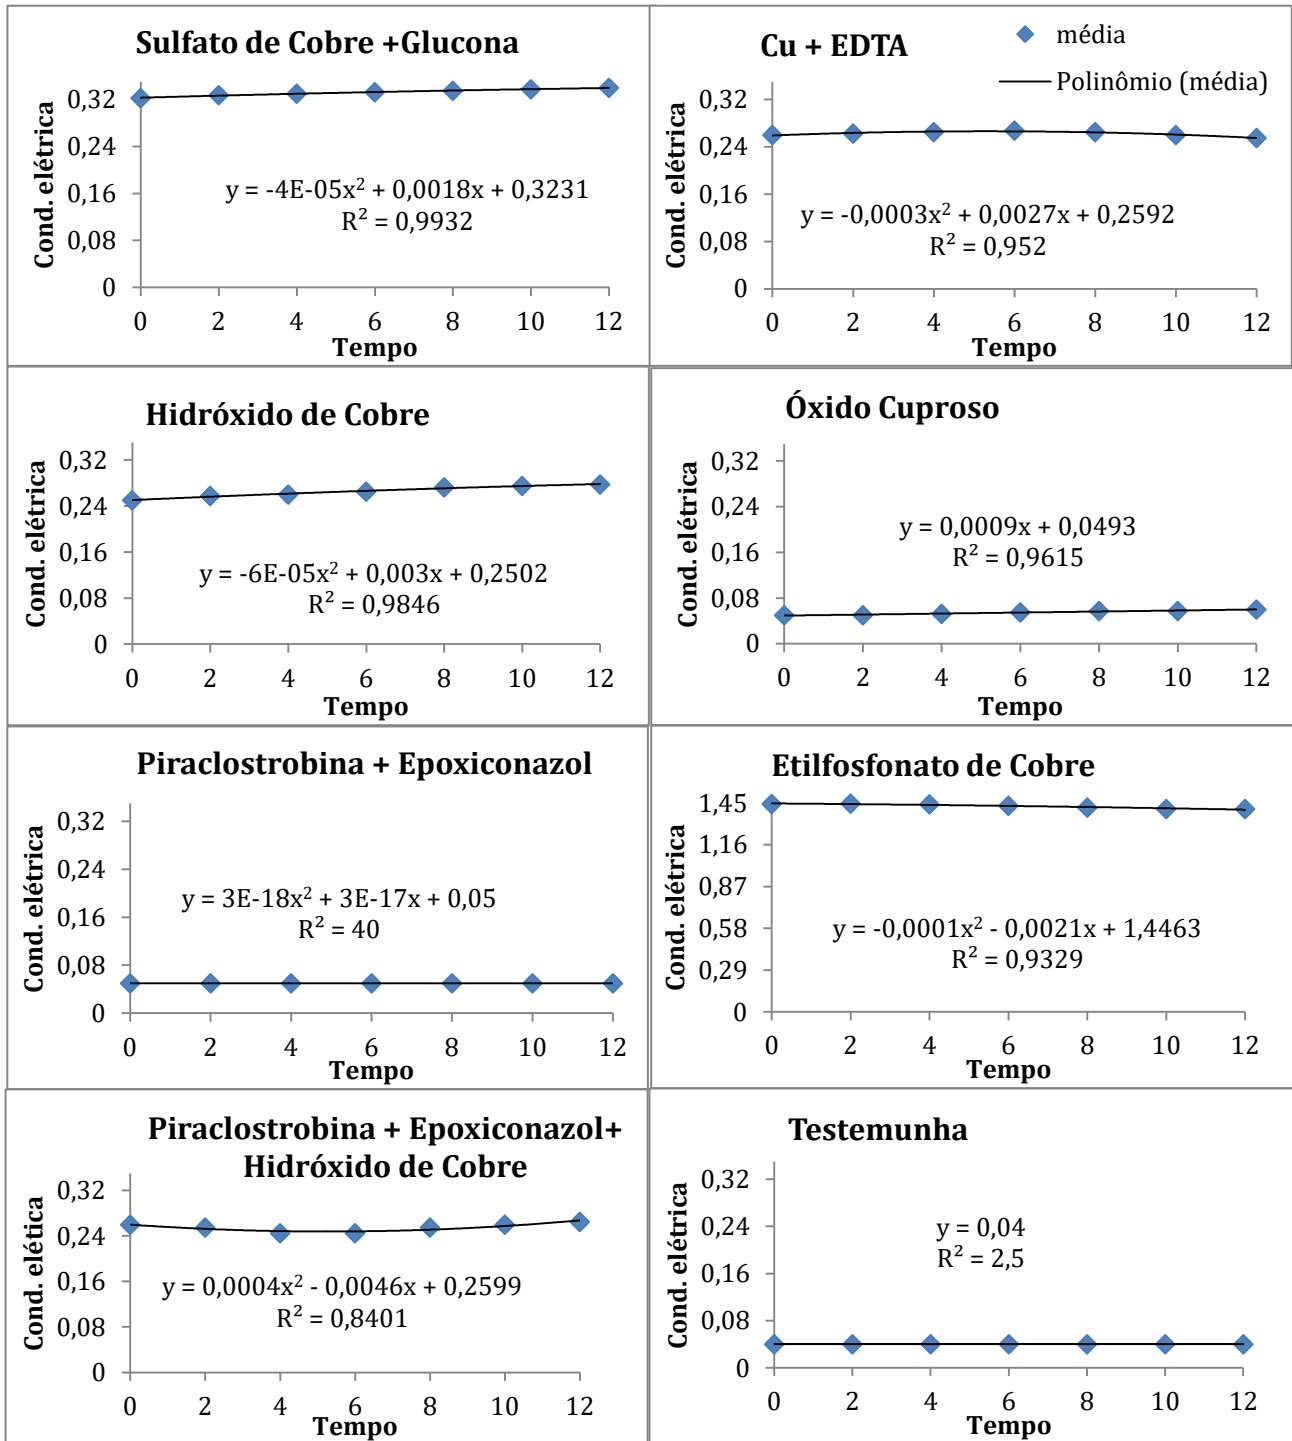 Sulfato de Cobre +Glucona
Cond. elétrica
0,32
0,24
0,16
0,08
0
y = -4E-05x² + 0,0018x + 0,3231
R² = 0,9932
0 2 4 6 8 10 12
Tempo
Cu + EDTA
média
Polinômio (média)
Cond. elétrica
0,32
0,24
0,16
0,08
0
y = -0,0003x² + 0,0027x + 0,2592
R² = 0,952
0 2 4 6 8 10 12
Tempo
Hidróxido de Cobre
Cond. elétrica
0,32
0,24
0,16
0,08
0
y = -6E-05x² + 0,003x + 0,2502
R² = 0,9846
0 2 4 6 8 10 12
Tempo
Óxido Cuproso
Cond. elétrica
0,32
0,24
0,16
0,08
0
y = 0,0009x + 0,0493
R² = 0,9615
0 2 4 6 8 10 12
Tempo
Piraclostrobina + Epoxiconazol
Cond. elétrica
0,32
0,24
0,16
0,08
0
y = 3E-18x² + 3E-17x + 0,05
R² = 40
0 2 4 6 8 10 12
Tempo
Etilfosfonato de Cobre
Cond. elétrica
1,45
1,16
0,87
0,58
0,29
0
y = -0,0001x² - 0,0021x + 1,4463
R² = 0,9329
0 2 4 6 8 10 12
Tempo
Piraclostrobina + Epoxiconazol+
Hidróxido de Cobre
Cond. elética
0,32
0,24
0,16
0,08
0
y = 0,0004x² - 0,0046x + 0,2599
R² = 0,8401
0 2 4 6 8 10 12
Tempo
Testemunha
Cond. elétrica
0,32
0,24
0,16
0,08
0
y = 0,04
R² = 2,5
0 2 4 6 8 10 12
Tempo